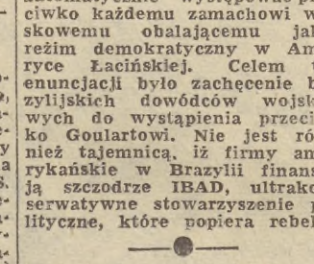 ciwko każdemu zamachowi w
skowemu obalającemu jak
reżim demokratyczny w Am
ryce Łacińskiej. Celem
enuncjacji było zachęcenie b
zylijskich dowódców wojsk
wych do wystąpienia przeci
ko Goulartowi. Nie jest ró
nież tajemnicą, iż firmy am
rykańskie w Brazylii finans
ją szczodrze IBAD, ultrako
serwatywne stowarzyszenie p
lityczne, które popiera rebel